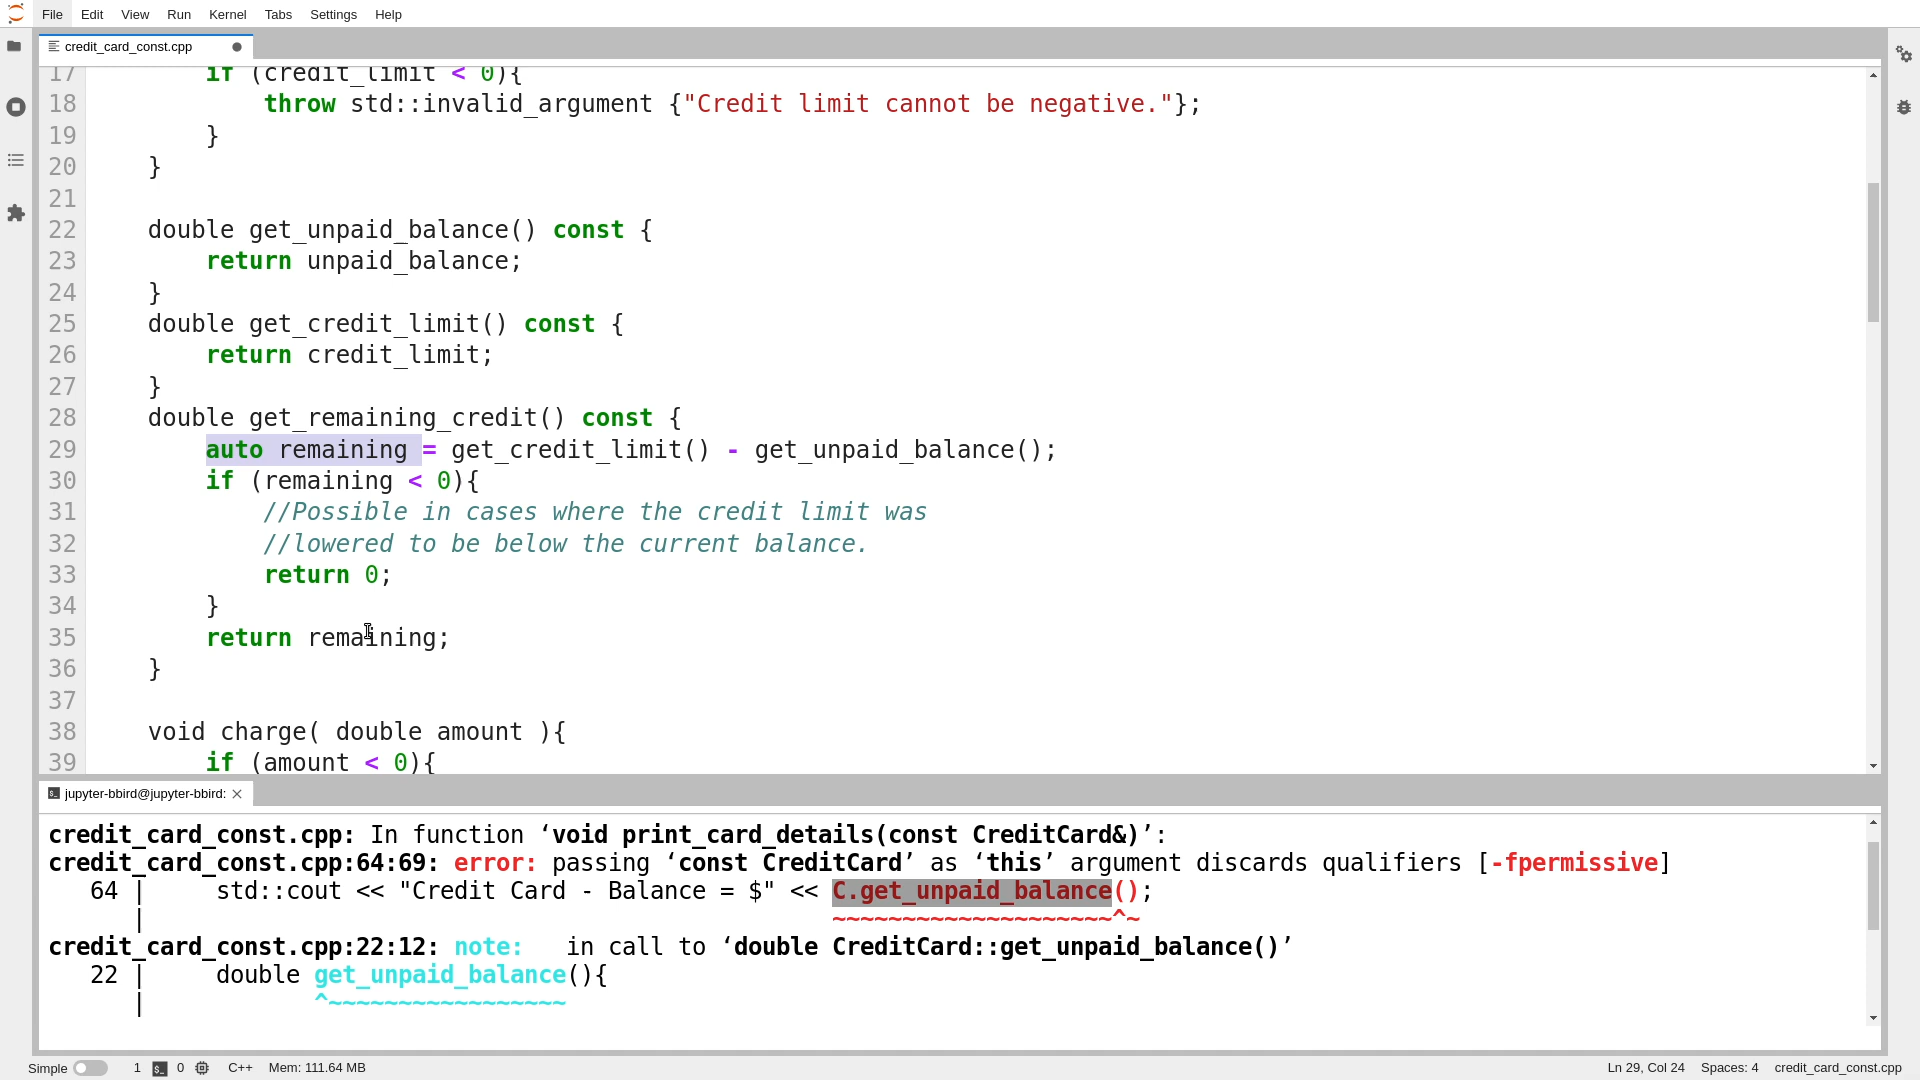 File Edit View Run Kernel Tabs Settings Help
credit_card_const.cpp
17 if (credit_limit < 0){
18 throw std::invalid_argument {"Credit limit cannot be negative."};
19 }
20 }
21
22 double get_unpaid_balance() const {
23 return unpaid_balance;
24 }
25 double get_credit_limit() const {
26 return credit_limit;
27 }
28 double get_remaining_credit() const {
29 auto remaining = get_credit_limit() - get_unpaid_balance();
30 if (remaining < 0){
31 //Possible in cases where the credit limit was
32 //lowered to be below the current balance.
33 return 0;
34 }
35 return remaining;
36 }
37
38 void charge( double amount ){
39 if (amount < 0){
jupyter-bbird@jupyter-bbird:
credit_card_const.cpp: In function ‘void print_card_details(const CreditCard&)’:
credit_card_const.cpp:64:69: error: passing ‘const CreditCard’ as ‘this’ argument discards qualifiers [-fpermissive]
64 | std::cout << "Credit Card - Balance = $" << C.get_unpaid_balance();
| ~~~~~~~~~~~~~~~~~~~~^~
credit_card_const.cpp:22:12: note: in call to ‘double CreditCard::get_unpaid_balance()’
22 | double get_unpaid_balance(){
| ^~~~~~~~~~~~~~~~~~
Simple 1 $_ 0 C++ Mem: 111.64 MB Ln 29, Col 24 Spaces: 4 credit_card_const.cpp